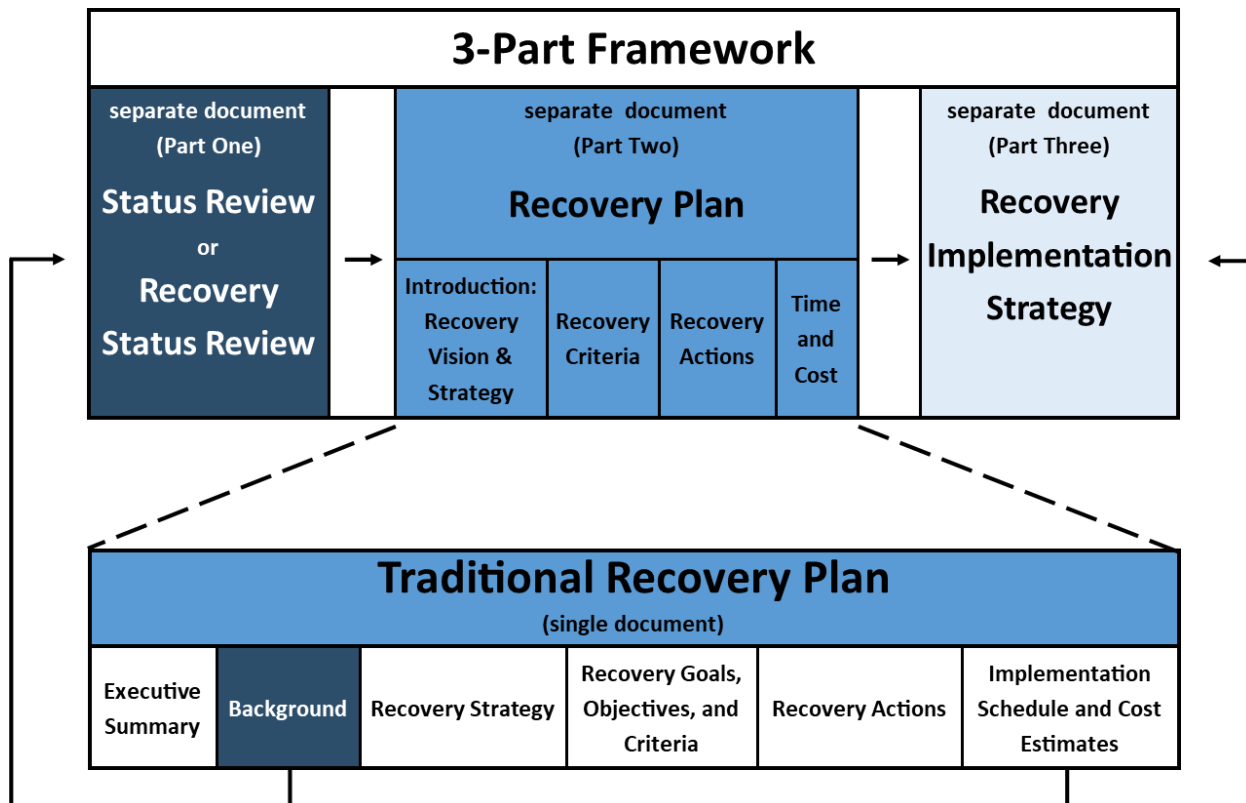 3-Part Framework
separate document
(Part One)
Status Review
or
Recovery
Status Review
separate document
(Part Two)
Recovery Plan
Introduction:
Recovery
Vision &
Strategy
Recovery
Criteria
Recovery
Actions
Time
and
Cost
separate document
(Part Three)
Recovery
Implementation
Strategy
Traditional Recovery Plan
(single document)
Executive
Summary
Background
Recovery Strategy
Recovery Goals,
Objectives, and
Criteria
Recovery Actions
Implementation
Schedule and Cost
Estimates